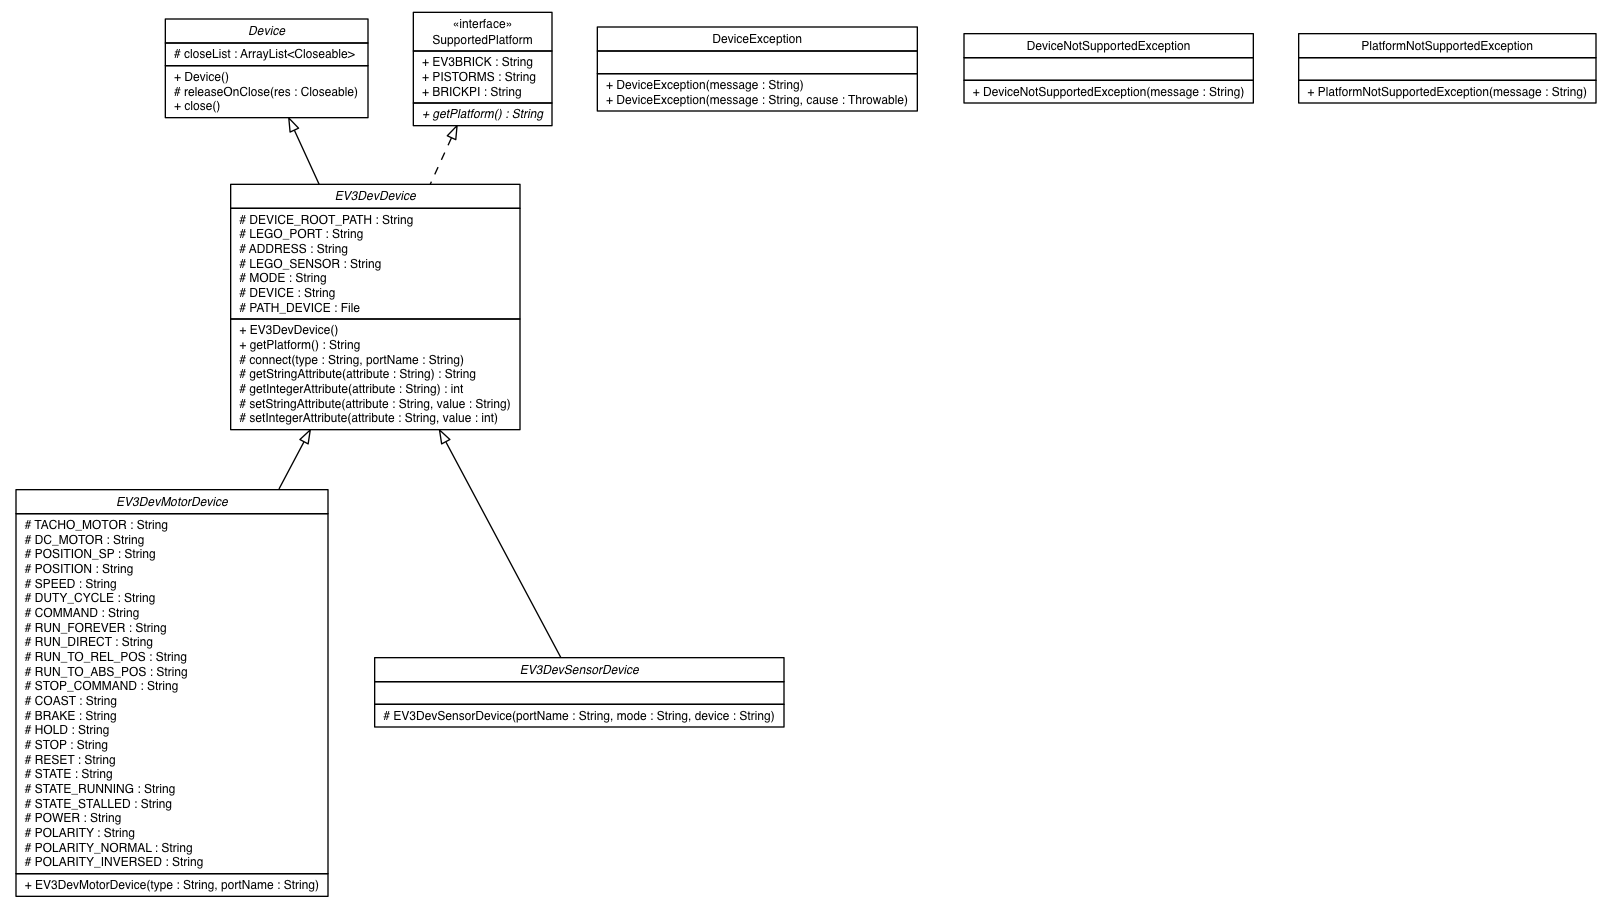 Device
# closeList : ArrayList<Closeable>
+ Device()
# releaseOnClose(res : Closeable)
+ close()
«interface»
SupportedPlatform
+ EV3BRICK : String
+ PISTORMS : String
+ BRICKPI : String
+ getPlatform() : String
DeviceException
+ DeviceException(message : String)
+ DeviceException(message : String, cause : Throwable)
DeviceNotSupportedException
+ DeviceNotSupportedException(message : String)
PlatformNotSupportedException
+ PlatformNotSupportedException(message : String)
EV3DevDevice
# DEVICE_ROOT_PATH : String
# LEGO_PORT : String
# ADDRESS : String
# LEGO_SENSOR : String
# MODE : String
# DEVICE : String
# PATH_DEVICE : File
+ EV3DevDevice()
+ getPlatform() : String
# connect(type : String, portName : String)
# getStringAttribute(attribute : String) : String
# getIntegerAttribute(attribute : String) : int
# setStringAttribute(attribute : String, value : String)
# setIntegerAttribute(attribute : String, value : int)
EV3DevMotorDevice
# TACHO_MOTOR : String
# DC_MOTOR : String
# POSITION_SP : String
# POSITION : String
# SPEED : String
# DUTY_CYCLE : String
# COMMAND : String
# RUN_FOREVER : String
# RUN_DIRECT : String
# RUN_TO_REL_POS : String
# RUN_TO_ABS_POS : String
# STOP_COMMAND : String
# COAST : String
# BRAKE : String
# HOLD : String
# STOP : String
# RESET : String
# STATE : String
# STATE_RUNNING : String
# STATE_STALLED : String
# POWER : String
# POLARITY : String
# POLARITY_NORMAL : String
# POLARITY_INVERSED : String
+ EV3DevMotorDevice(type : String, portName : String)
EV3DevSensorDevice
# EV3DevSensorDevice(portName : String, mode : String, device : String)